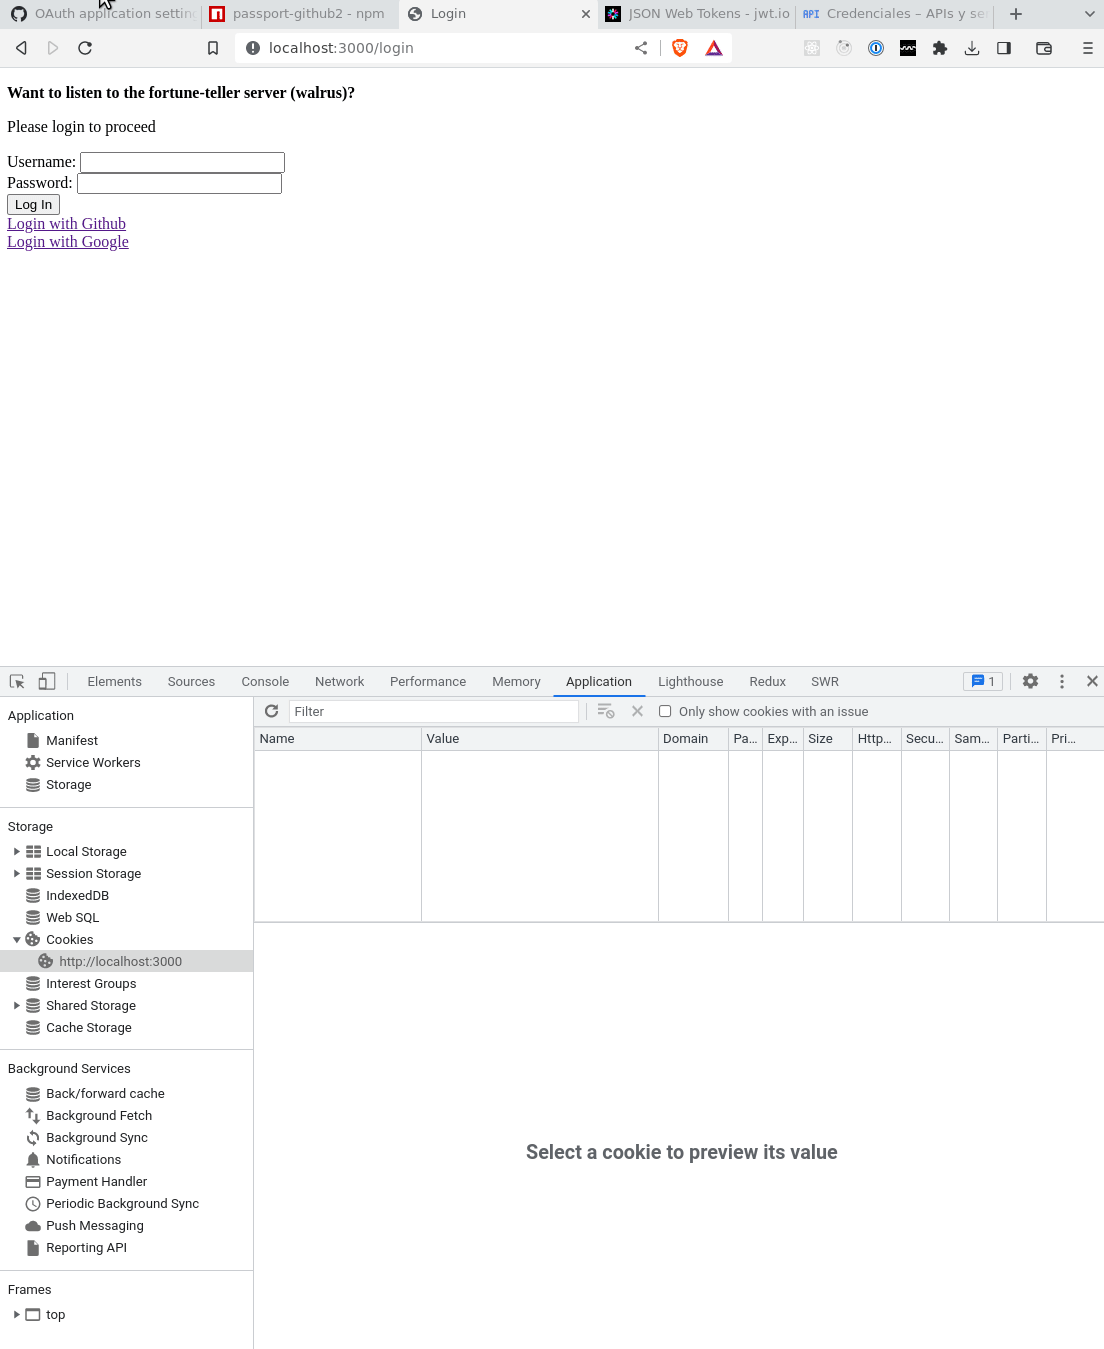 OAuth application settin passport-github2 - npm Login JSON Web Tokens - jwt.io API Credenciales – APIs y ser
localhost:3000/login
Want to listen to the fortune-teller server (walrus)?
Please login to proceed
Username:
Password:
Log In
Login with Github
Login with Google
Elements Sources Console Network Performance Memory Application Lighthouse Redux SWR 1
Application
Manifest
Service Workers
Storage
Storage
Local Storage
Session Storage
IndexedDB
Web SQL
Cookies
http://localhost:3000
Interest Groups
Shared Storage
Cache Storage
Background Services
Back/forward cache
Background Fetch
Background Sync
Notifications
Payment Handler
Periodic Background Sync
Push Messaging
Reporting API
Frames
top
Filter Only show cookies with an issue
Name Value Domain Pa... Exp... Size Http... Secu... Sam... Parti... Pri...
Select a cookie to preview its value